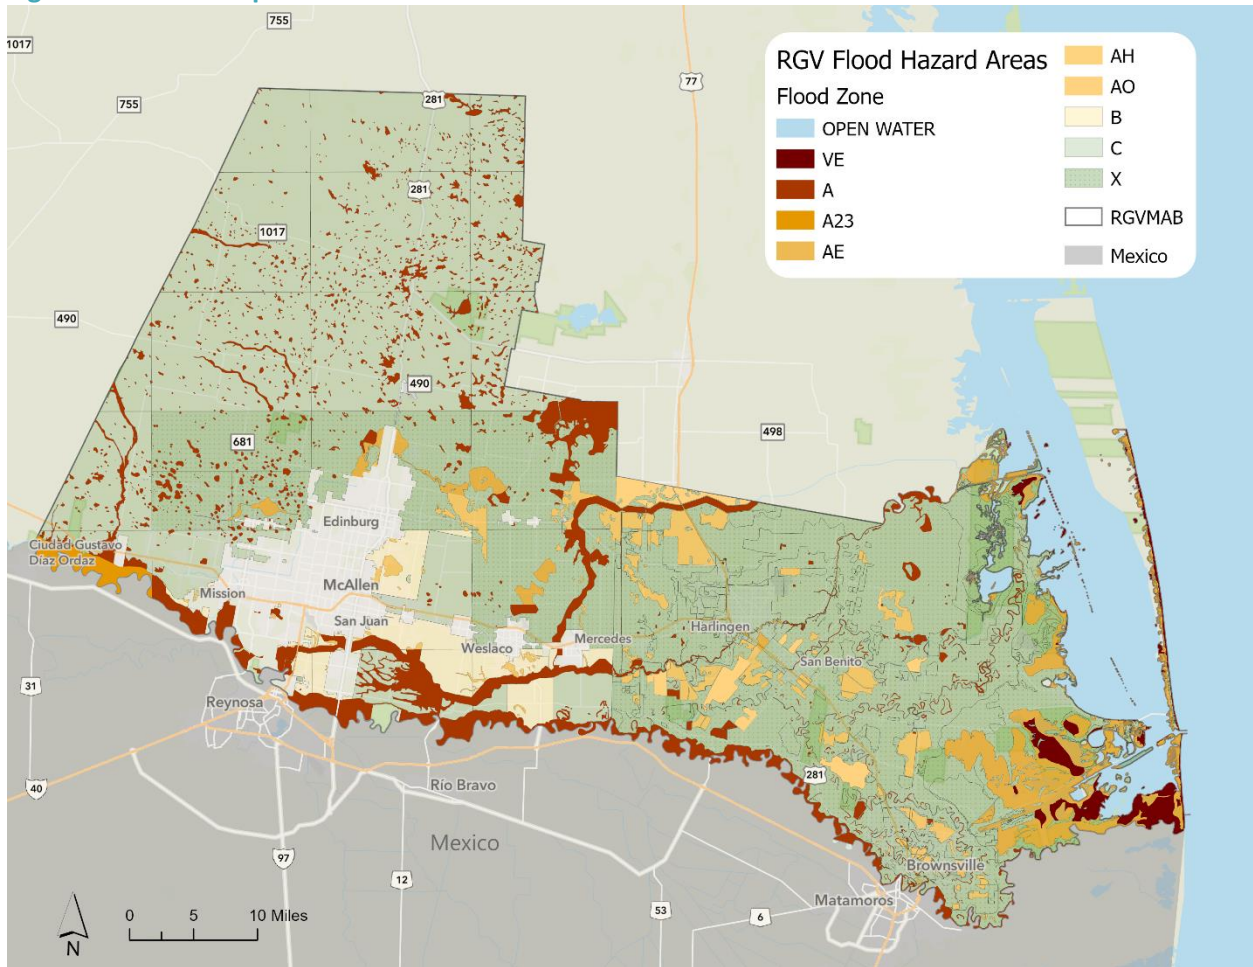 755
1017
77
755
281
281
1017
490
490
498
681
RGV Flood Hazard Areas
Flood Zone
OPEN WATER
VE
A
A23
AE
AH
AO
B
C
X
RGVMAB
Mexico
Edinburg
Ciudad Gustavo
Diaz Ordaz
McAllen
Mission
San Juan
Weslaco
Mercedes
Harlingen
San Benito
31
Reynosa
281
40
Río Bravo
Mexico
97
12
Brownsville
Matamoros
53
6
0 5 10 Miles
N